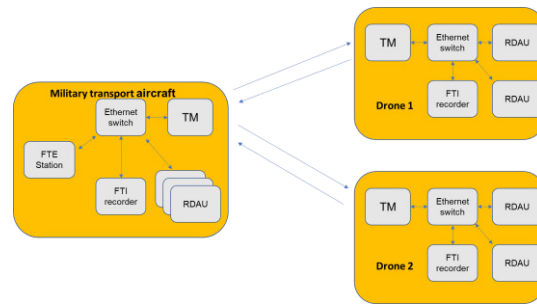 Military transport aircraft
Ethernet
switch
TM
FTE
Station
FTI
recorder
RDAU
TM
Ethernet
switch
RDAU
FTI
recorder
RDAU
Drone 1
TM
Ethernet
switch
RDAU
FTI
recorder
RDAU
Drone 2